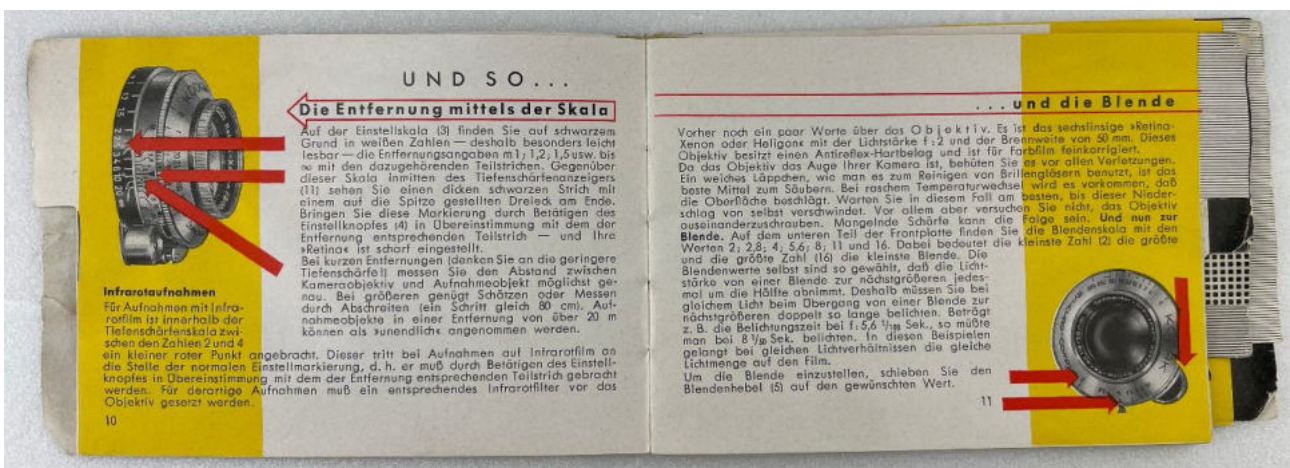 UND SO...
Die Entfernung mittels der Skala
Auf der Einstellskala (3) finden Sie auf schwarzem
Grund in weißen Zahlen — deshalb besonders leicht
lesbar — die Entfernungsangaben m 1; 1,2; 1,5 usw. bis
∞ mit den dazugehörenden Teilstrichen. Gegenüber
dieser Skala inmitten des Tiefenschärfenanzeigers
(11) sehen Sie einen dicken schwarzen Strich mit
einem auf die Spitze gestellten Dreieck am Ende.
Bringen Sie diese Markierung durch Betätigen des
Einstellknopfes (4) in Übereinstimmung mit dem der
Entfernung entsprechenden Teilstrich — und Ihre
»Retina« ist scharf eingestellt.
Bei kurzen Entfernungen (denken Sie an die geringere
Tiefenschärfe!) messen Sie den Abstand zwischen
Kameraobjektiv und Aufnahmeobjekt möglichst ge-
nau. Bei größeren genügt Schätzen oder Messen
durch Abschreiten (ein Schritt gleich 80 cm). Auf-
nahmeobjekte in einer Entfernung von über 20 m
können als »unendlich« angenommen werden.
Infrarotaufnahmen
Für Aufnahmen mit Infra-
rotfilm ist innerhalb der
Tiefenschärfenskala zwi-
schen den Zahlen 2 und 4
ein kleiner roter Punkt angebracht. Dieser tritt bei Aufnahmen auf Infrarotfilm an
die Stelle der normalen Einstellmarkierung, d. h. er muß durch Betätigen des Einstell-
knopfes in Übereinstimmung mit dem der Entfernung entsprechenden Teilstrich gebracht
werden. Für derartige Aufnahmen muß ein entsprechendes Infrarotfilter vor das
Objektiv gesetzt werden.
10
...und die Blende
Vorher noch ein paar Worte über das Objektiv. Es ist das sechslinsige »Retina-
Xenon oder Heligon« mit der Lichtstärke f:2 und der Brennweite von 50 mm. Dieses
Objektiv besitzt einen Antireflex-Hartbelag und ist für Farbfilm feinkorrigiert.
Da das Objektiv das Auge Ihrer Kamera ist, behüten Sie es vor allen Verletzungen.
Ein weiches Läppchen, wie man es zum Reinigen von Brillenglösern benutzt, ist das
beste Mittel zum Säubern. Bei raschem Temperaturwechsel wird es vorkommen, daß
die Oberfläche beschlägt. Warten Sie in diesem Fall am besten, bis dieser Nieder-
schlag von selbst verschwindet. Vor allem aber versuchen Sie nicht, das Objektiv
auseinanderzuschrauben. Mangelnde Schärfe kann die Folge sein. Und nun zur
Blende. Auf dem unteren Teil der Frontplatte finden Sie die Blendenskala mit den
Werten 2; 2,8; 4; 5,6; 8; 11 und 16. Dabei bedeutet die kleinste Zahl (2) die größte
und die größte Zahl (16) die kleinste Blende. Die
Blendenwerte selbst sind so gewählt, daß die Licht-
stärke von einer Blende zur nächstgrößeren jedes-
mal um die Hälfte abnimmt. Deshalb müssen Sie bei
gleichem Licht beim Übergang von einer Blende zur
nächstgrößeren doppelt so lange belichten. Beträgt
z. B. die Belichtungszeit bei f:5,6 1/100 Sek., so müßte
man bei 8 1/50 Sek. belichten. In diesen Beispielen
gelangt bei gleichen Lichtverhältnissen die gleiche
Lichtmenge auf den Film.
Um die Blende einzustellen, schieben Sie den
Blendenhebel (5) auf den gewünschten Wert.
11